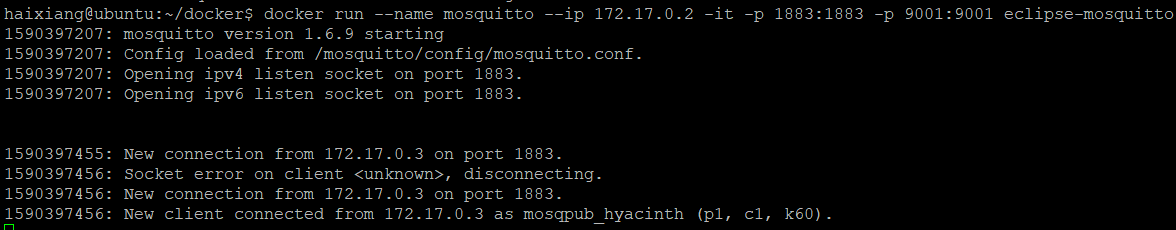 haixiang@ubuntu:~/docker$ docker run --name mosquitto --ip 172.17.0.2 -it -p 1883:1883 -p 9001:9001 eclipse-mosquitto
1590397207: mosquitto version 1.6.9 starting
1590397207: Config loaded from /mosquitto/config/mosquitto.conf.
1590397207: Opening ipv4 listen socket on port 1883.
1590397207: Opening ipv6 listen socket on port 1883.
1590397455: New connection from 172.17.0.3 on port 1883.
1590397456: Socket error on client <unknown>, disconnecting.
1590397456: New connection from 172.17.0.3 on port 1883.
1590397456: New client connected from 172.17.0.3 as mosqpub_hyacinth (p1, c1, k60).